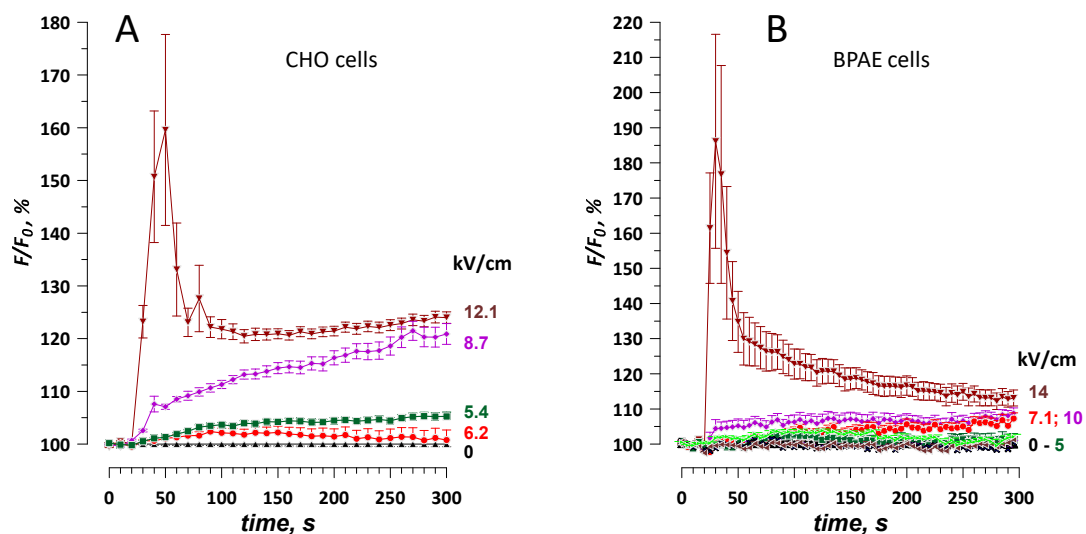 A
CHO cells
F/F0, %
180
170
160
150
140
130
120
110
100
kV/cm
12.1
8.7
5.4
6.2
0
0 50 100 150 200 250 300
time, s
B
BPAE cells
F/F0, %
220
210
200
190
180
170
160
150
140
130
120
110
100
kV/cm
14
7.1; 10
0 - 5
0 50 100 150 200 250 300
time, s